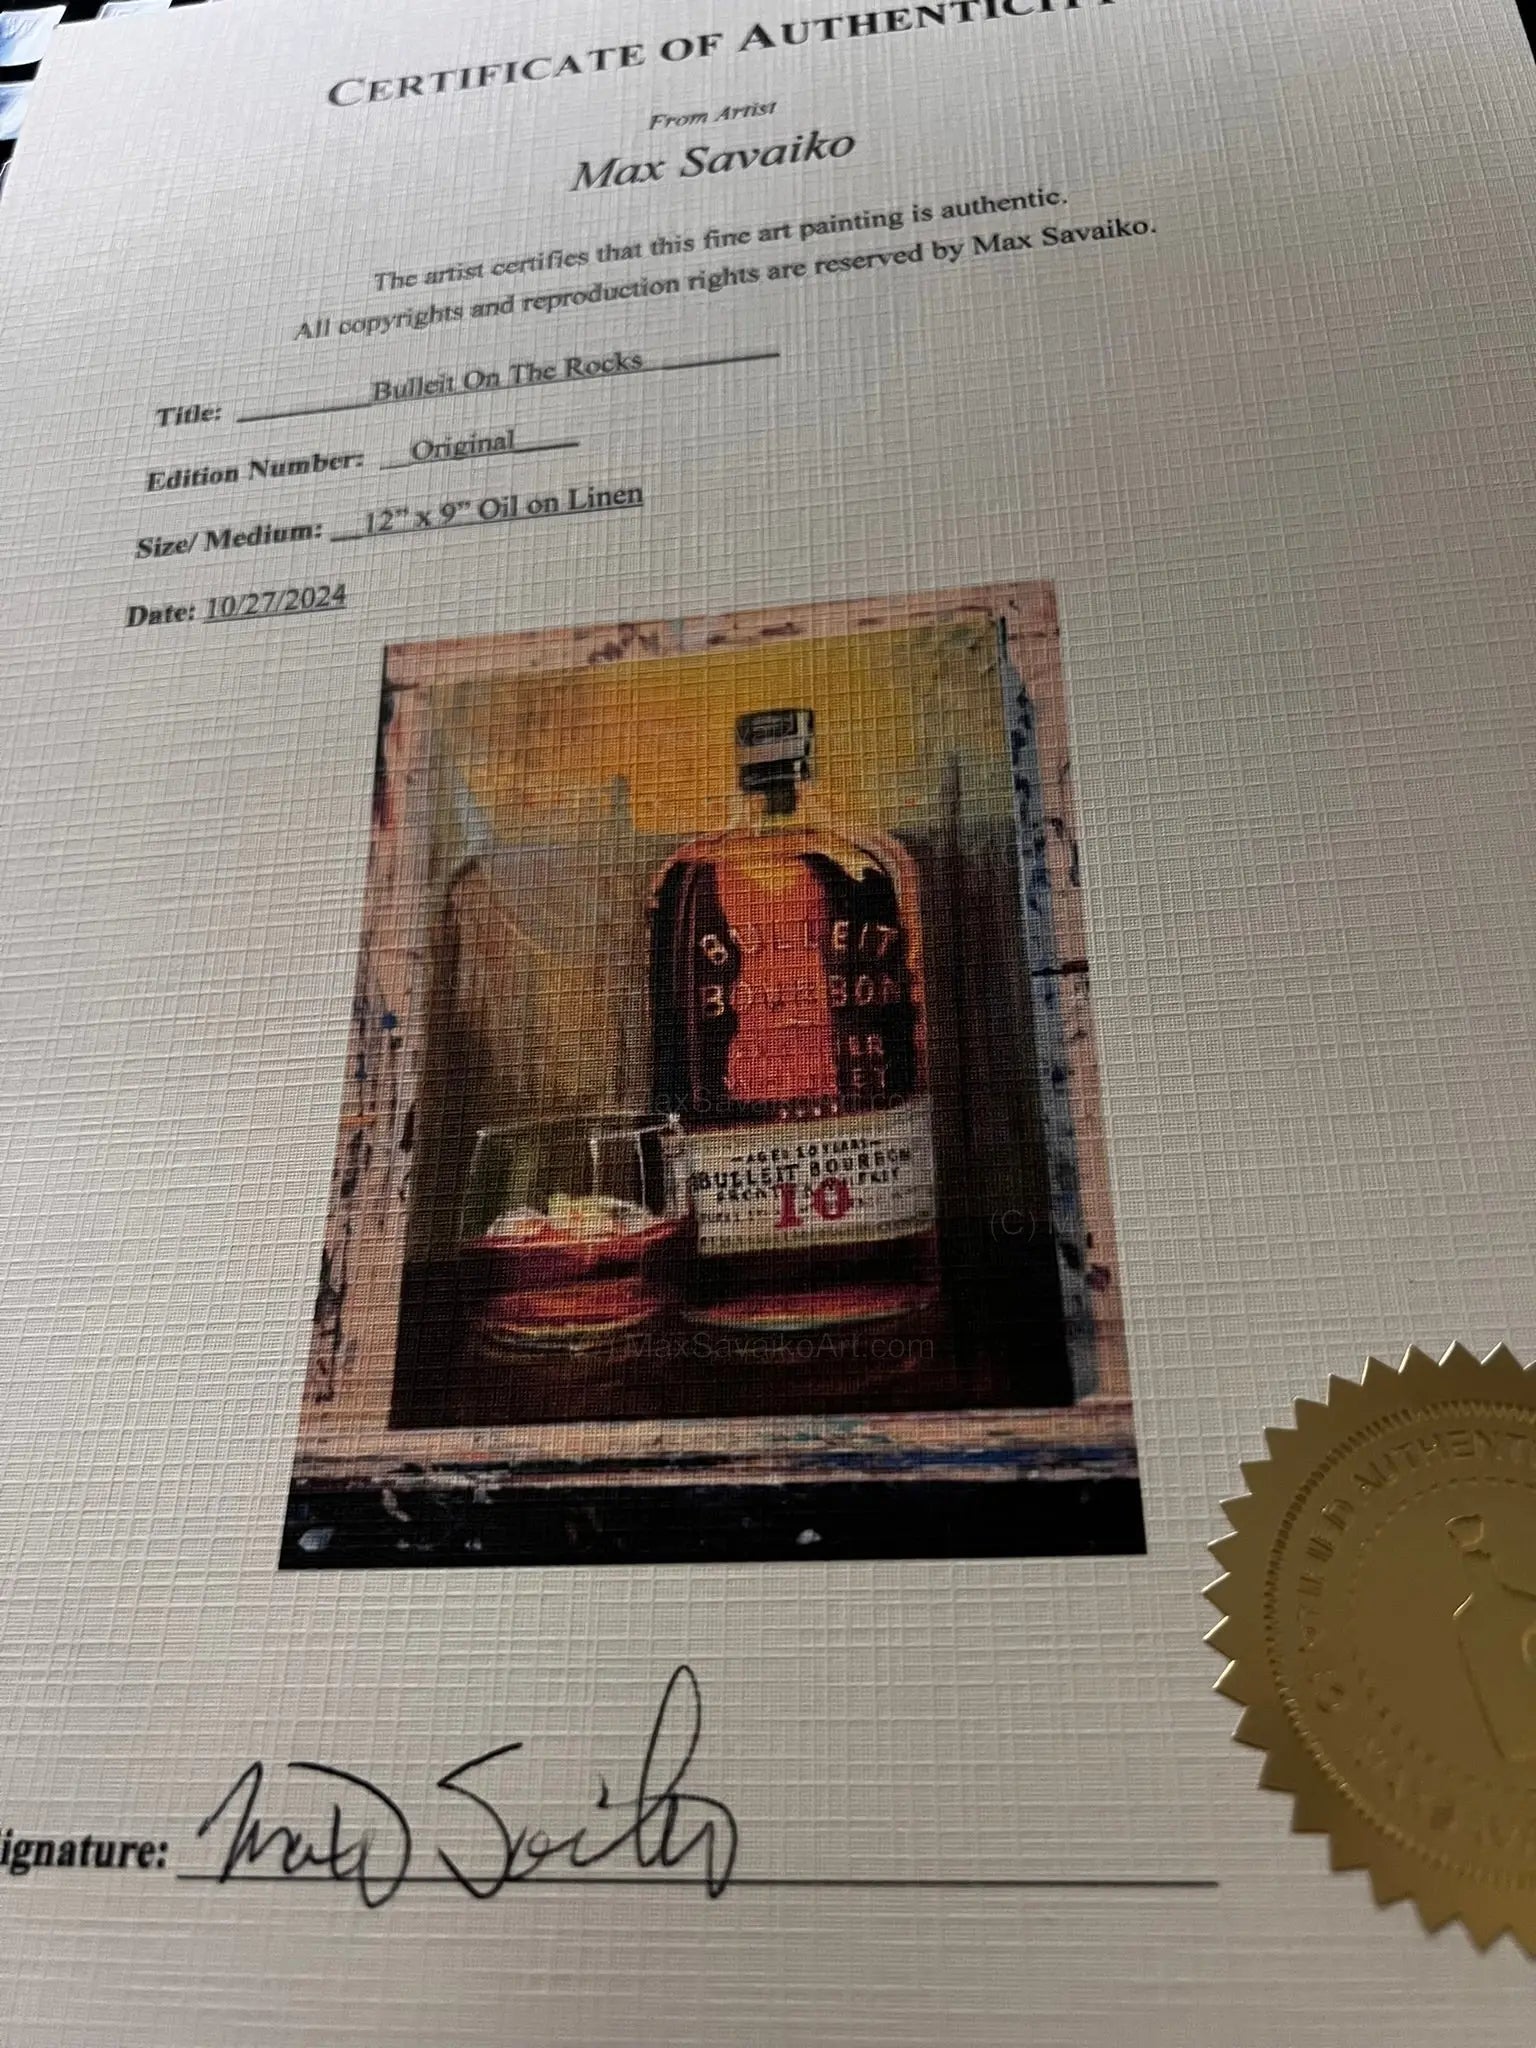 CERTIFICATE OF AUTHENTICITY
From Artist
Max Savaiko
The artist certifies that this fine art painting is authentic.
All copyrights and reproduction rights are reserved by Max Savaiko.
Title: Bulleit On The Rocks
Edition Number: Original
Size/ Medium: 12" x 9" Oil on Linen
Date: 10/27/2024
BULLEIT
BOURBON
AGED 10 YEARS
BULLEIT BOURBON
10
(C) M
MaxSavaikoArt.com
ignature: